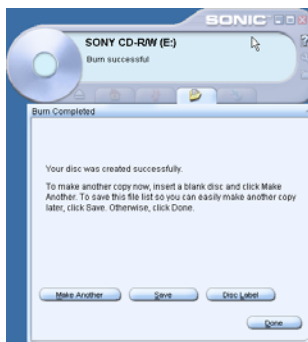 SONIC
SONY CD-R/W (E:)
Burn successful
Burn Completed
Your disc was created successfully.
To make another copy now, insert a blank disc and click Make
Another. To save this file list so you can easily make another copy
later, click Save. Otherwise, click Done.
Make Another Save Disc Label
Done